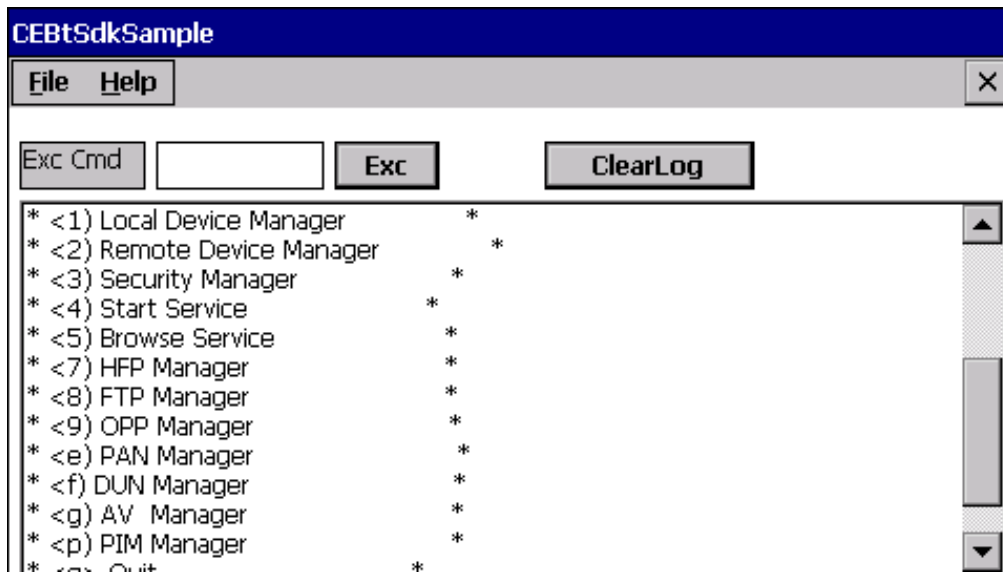 CEBtSdkSample
File Help
Exc Cmd Exc ClearLog
* <1) Local Device Manager *
* <2) Remote Device Manager *
* <3) Security Manager *
* <4) Start Service *
* <5) Browse Service *
* <7) HFP Manager *
* <8) FTP Manager *
* <9) OPP Manager *
* <e) PAN Manager *
* <f) DUN Manager *
* <g) AV  Manager *
* <p) PIM Manager *
* <q>  Quit *